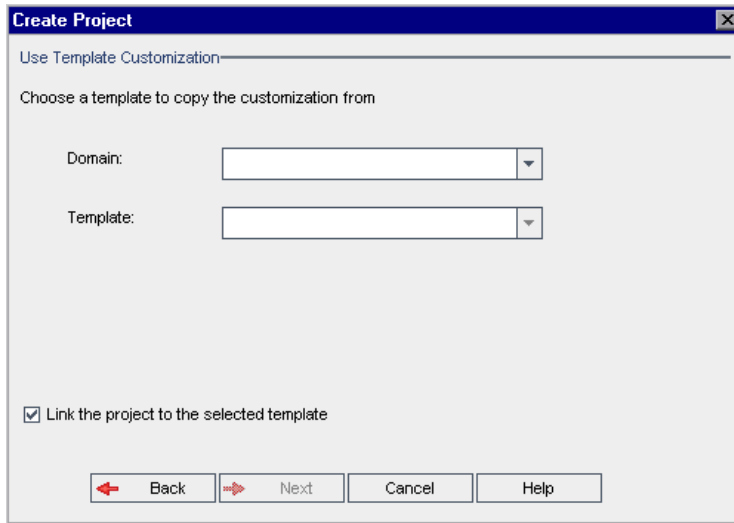 Create Project
Use Template Customization
Choose a template to copy the customization from
Domain:
Template:
Link the project to the selected template
Back Next Cancel Help